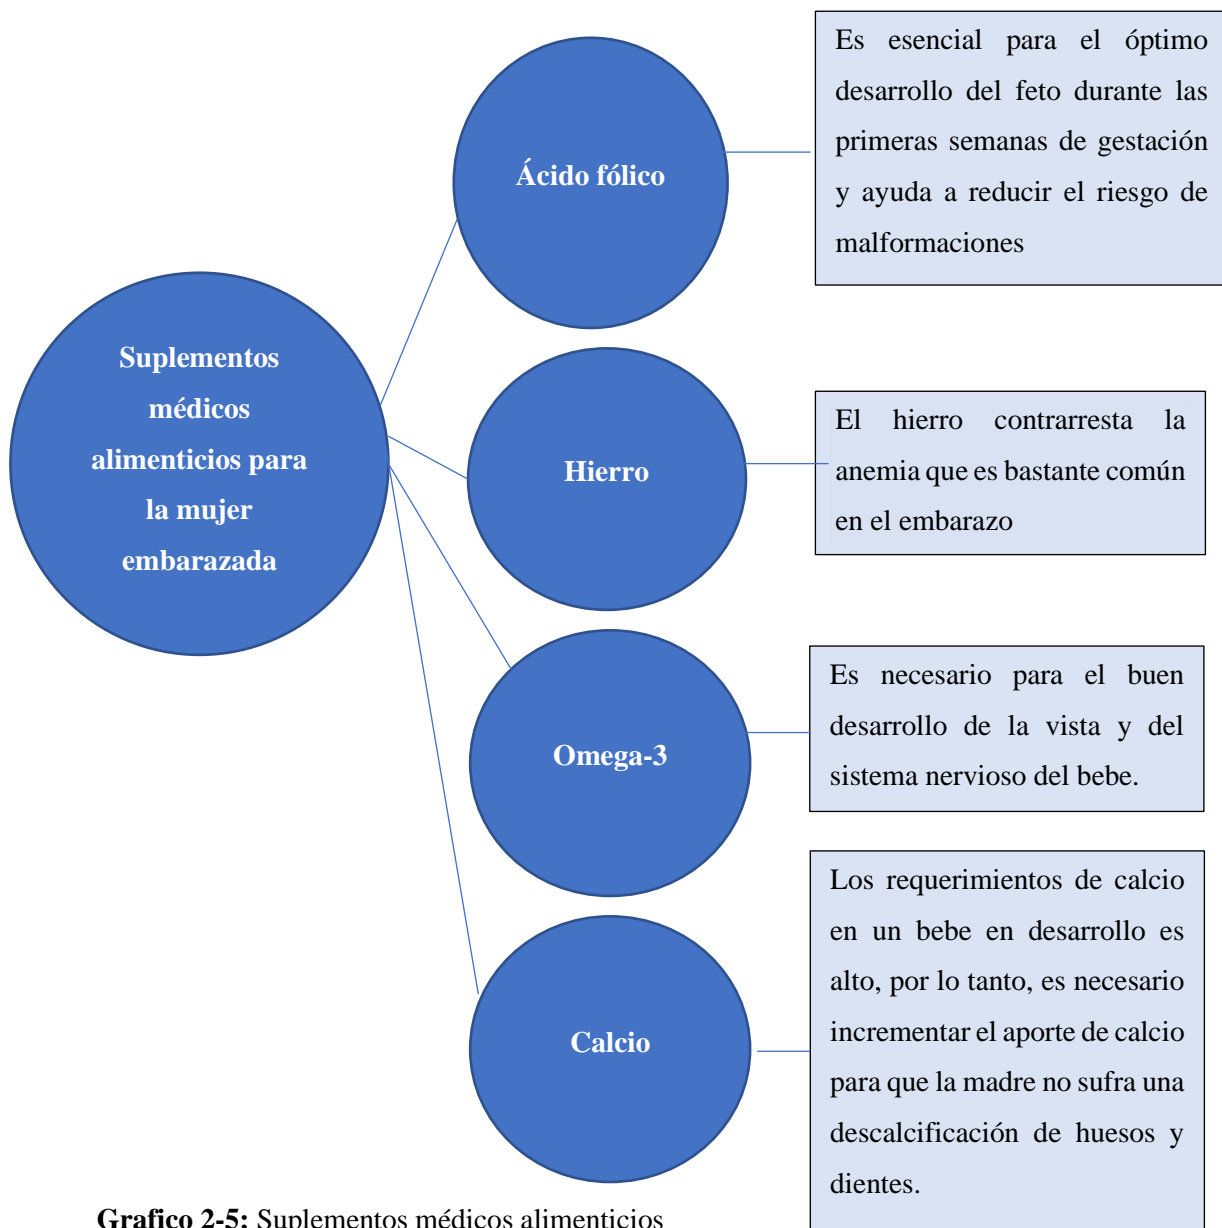 Suplementos
médicos
alimenticios para
la mujer
embarazada
Ácido fólico
Es esencial para el óptimo
desarrollo del feto durante las
primeras semanas de gestación
y ayuda a reducir el riesgo de
malformaciones
Hierro
El hierro contrarresta la
anemia que es bastante común
en el embarazo
Omega-3
Es necesario para el buen
desarrollo de la vista y del
sistema nervioso del bebe.
Calcio
Los requerimientos de calcio
en un bebe en desarrollo es
alto, por lo tanto, es necesario
incrementar el aporte de calcio
para que la madre no sufra una
descalcificación de huesos y
dientes.
Grafico 2-5: Suplementos médicos alimenticios